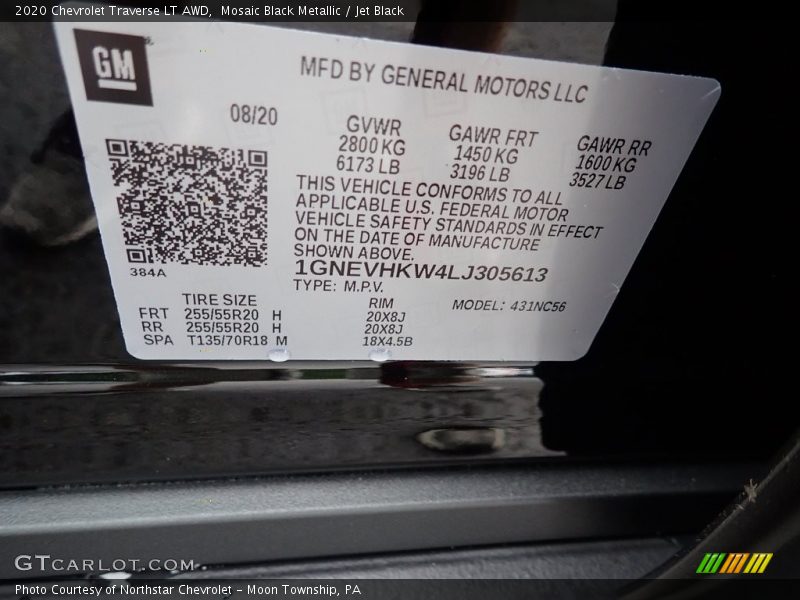 2020 Chevrolet Traverse LT AWD,  Mosaic Black Metallic / Jet Black
GM
MFD BY GENERAL MOTORS LLC
08/20
GVWR
2800 KG
6173 LB
GAWR FRT
1450 KG
3196 LB
GAWR RR
1600 KG
3527 LB
THIS VEHICLE CONFORMS TO ALL
APPLICABLE U.S. FEDERAL MOTOR
VEHICLE SAFETY STANDARDS IN EFFECT
ON THE DATE OF MANUFACTURE
SHOWN ABOVE.
384A
1GNEVHKW4LJ305613
TYPE: M.P.V.
MODEL: 431NC56
TIRE SIZE
RIM
FRT 255/55R20 H 20X8J
RR 255/55R20 H 20X8J
SPA T135/70R18 M 18X4.5B
GTCARLOT.COM
Photo Courtesy of Northstar Chevrolet - Moon Township, PA